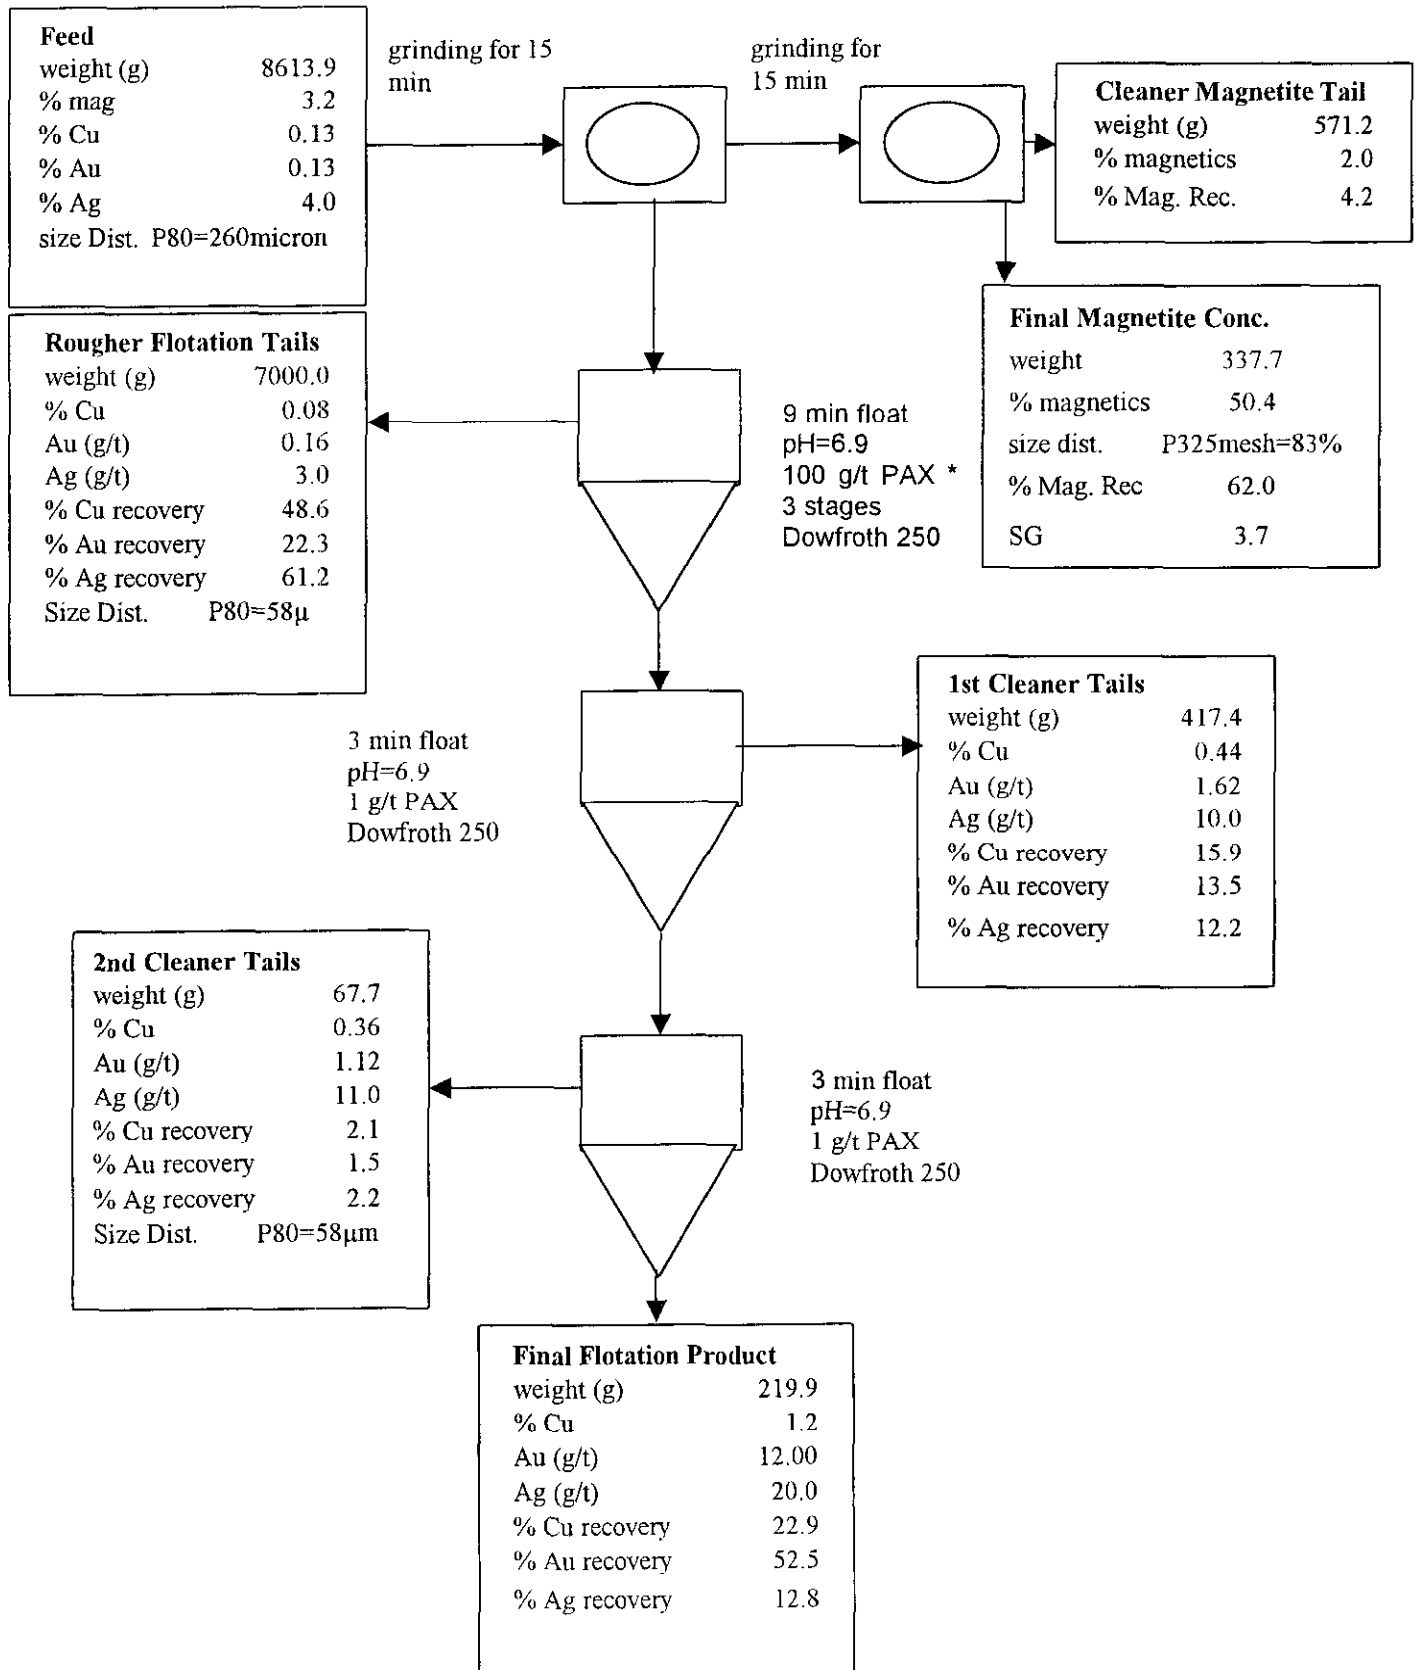 Feed
weight (g) 8613.9
% mag 3.2
% Cu 0.13
% Au 0.13
% Ag 4.0
size Dist. P80=260micron
grinding for 15
min
grinding for
15 min
Cleaner Magnetite Tail
weight (g) 571.2
% magnetics 2.0
% Mag. Rec. 4.2
Final Magnetite Conc.
weight 337.7
% magnetics 50.4
size dist. P325mesh=83%
% Mag. Rec 62.0
SG 3.7
Rougher Flotation Tails
weight (g) 7000.0
% Cu 0.08
Au (g/t) 0.16
Ag (g/t) 3.0
% Cu recovery 48.6
% Au recovery 22.3
% Ag recovery 61.2
Size Dist. P80=58µ
9 min float
pH=6.9
100 g/t PAX *
3 stages
Dowfroth 250
1st Cleaner Tails
weight (g) 417.4
% Cu 0.44
Au (g/t) 1.62
Ag (g/t) 10.0
% Cu recovery 15.9
% Au recovery 13.5
% Ag recovery 12.2
3 min float
pH=6.9
1 g/t PAX
Dowfroth 250
2nd Cleaner Tails
weight (g) 67.7
% Cu 0.36
Au (g/t) 1.12
Ag (g/t) 11.0
% Cu recovery 2.1
% Au recovery 1.5
% Ag recovery 2.2
Size Dist. P80=58µm
3 min float
pH=6.9
1 g/t PAX
Dowfroth 250
Final Flotation Product
weight (g) 219.9
% Cu 1.2
Au (g/t) 12.00
Ag (g/t) 20.0
% Cu recovery 22.9
% Au recovery 52.5
% Ag recovery 12.8